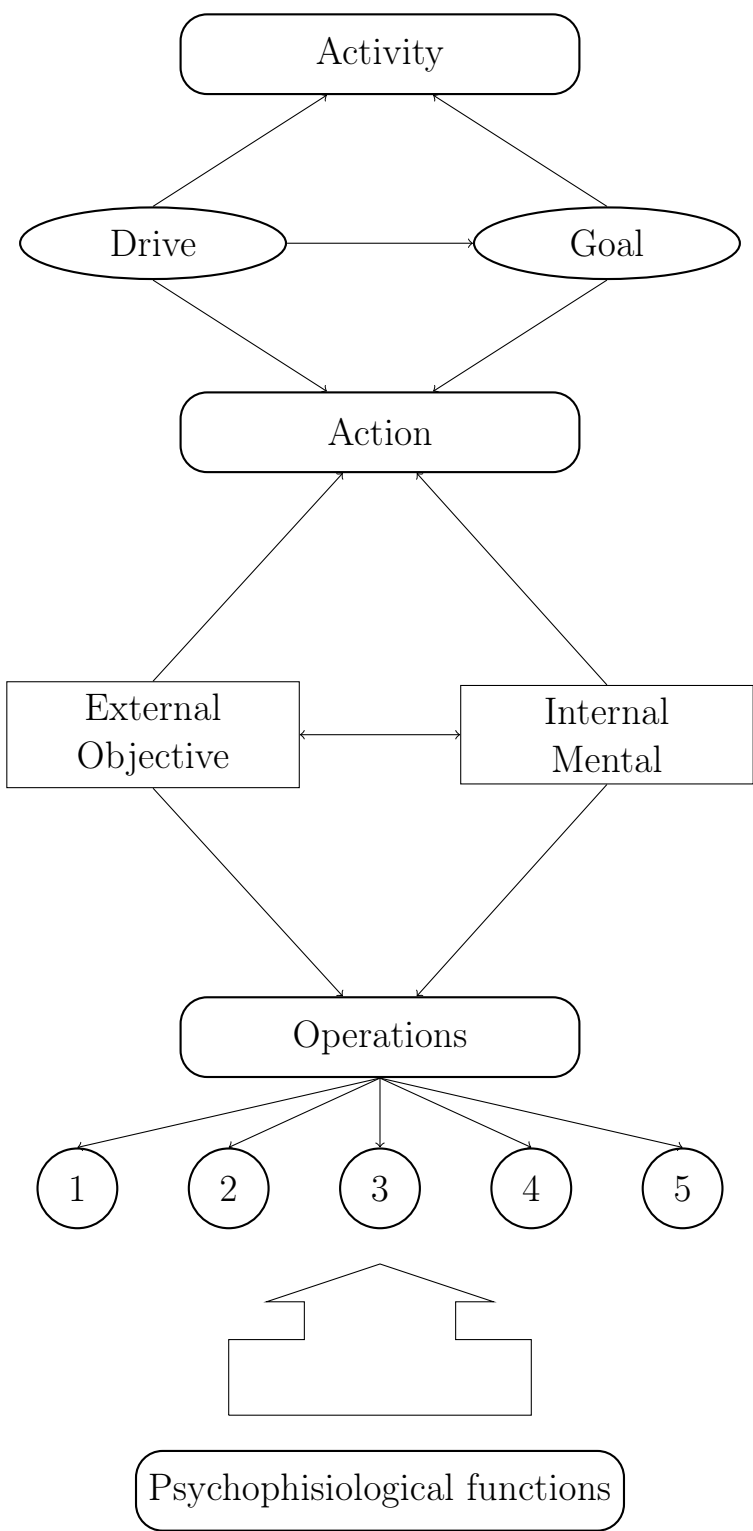 Activity
Drive
Goal
Action
External
Objective
Internal
Mental
Operations
1
2
3
4
5
Psychophisiological functions